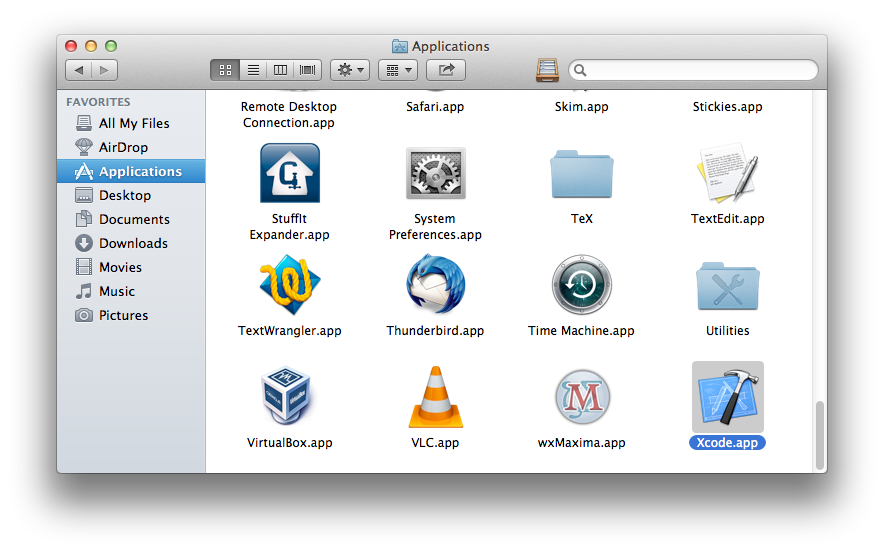 Applications
FAVORITES
All My Files
AirDrop
Applications
Desktop
Documents
Downloads
Movies
Music
Pictures
Remote Desktop
Connection.app
Safari.app
Skim.app
Stickies.app
StuffIt
Expander.app
System
Preferences.app
TeX
TextEdit.app
TextWrangler.app
Thunderbird.app
Time Machine.app
Utilities
VirtualBox.app
VLC.app
wxMaxima.app
Xcode.app